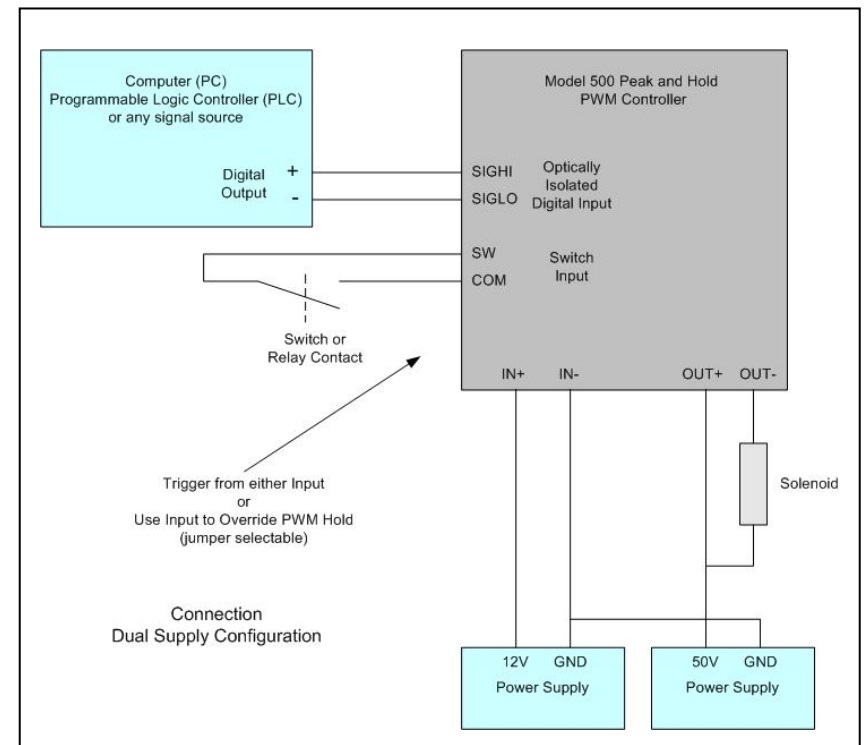 Computer (PC)
Programmable Logic Controller (PLC)
or any signal source
Digital +
Output -
Model 500 Peak and Hold
PWM Controller
SIGHI
SIGLO
Optically
Isolated
Digital Input
SW
COM
Switch
Input
Switch or
Relay Contact
IN+ IN- OUT+ OUT-
Trigger from either Input
or
Use Input to Override PWM Hold
(jumper selectable)
Solenoid
Connection
Dual Supply Configuration
12V GND
Power Supply
50V GND
Power Supply